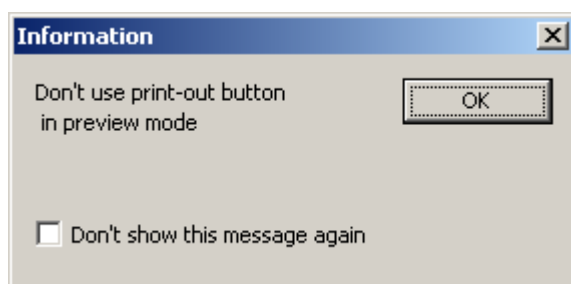 Information
Don't use print-out button
in preview mode
OK
Don't show this message again